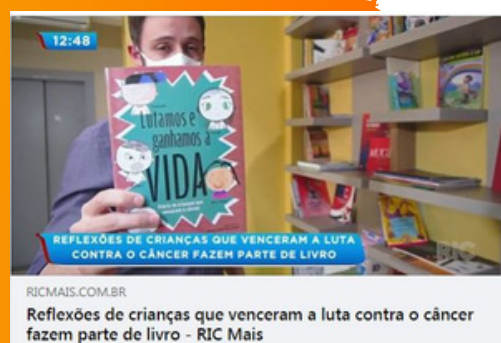 12:48
Lutamos e
ganhamos a
VIDA
REFLEXÕES DE CRIANÇAS QUE VENCERAM A LUTA
CONTRA O CÂNCER FAZEM PARTE DE LIVRO
RIC
RICMAIS.COM.BR
Reflexões de crianças que venceram a luta contra o câncer
fazem parte de livro - RIC Mais